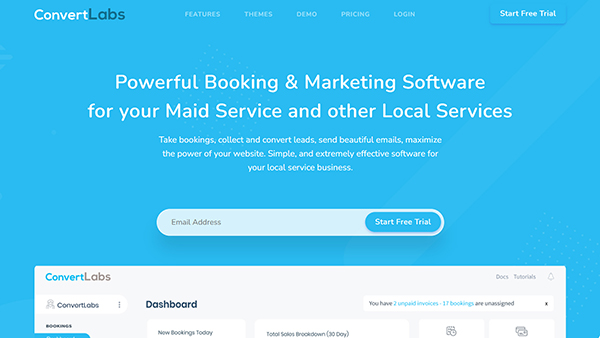 ConvertLabs
FEATURES THEMES DEMO PRICING LOGIN
Start Free Trial
Powerful Booking & Marketing Software
for your Maid Service and other Local Services
Take bookings, collect and convert leads, send beautiful emails, maximize
the power of your website. Simple, and extremely effective software for
your local service business.
Email Address
Start Free Trial
ConvertLabs
Docs Tutorials
ConvertLabs
Dashboard
You have 2 unpaid invoices - 17 bookings are unassigned x
BOOKINGS
New Bookings Today
Total Sales Breakdown (30 Day)